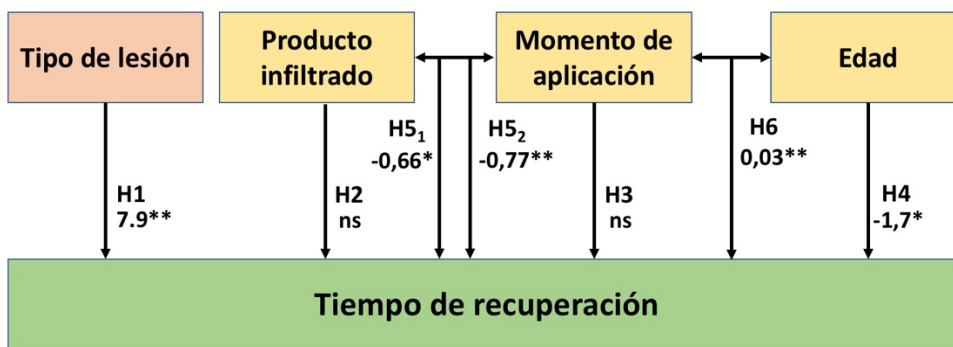 Tipo de lesión
Producto
infiltrado
Momento de
aplicación
Edad
H1
7.9**
H2
ns
H5₁
-0,66*
H5₂
-0,77**
H3
ns
H6
0,03**
H4
-1,7*
Tiempo de recuperación